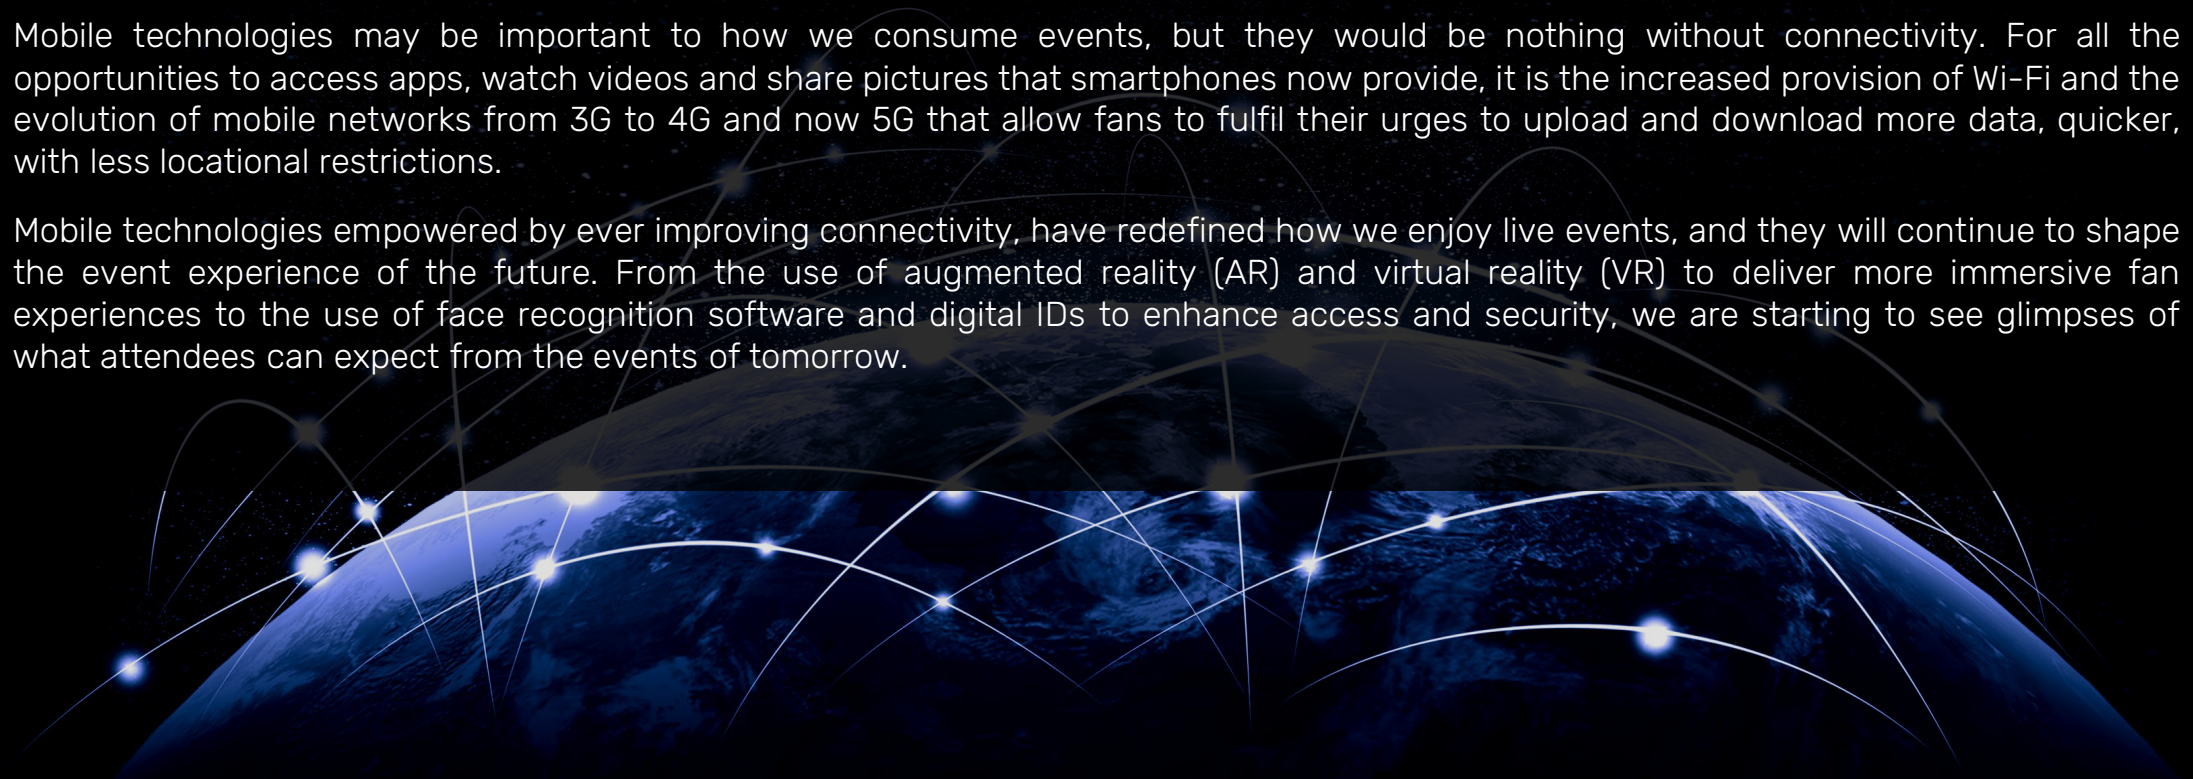 Mobile technologies may be important to how we consume events, but they would be nothing without connectivity. For all the
opportunities to access apps, watch videos and share pictures that smartphones now provide, it is the increased provision of Wi-Fi and the
evolution of mobile networks from 3G to 4G and now 5G that allow fans to fulfil their urges to upload and download more data, quicker,
with less locational restrictions.
Mobile technologies empowered by ever improving connectivity, have redefined how we enjoy live events, and they will continue to shape
the event experience of the future. From the use of augmented reality (AR) and virtual reality (VR) to deliver more immersive fan
experiences to the use of face recognition software and digital IDs to enhance access and security, we are starting to see glimpses of
what attendees can expect from the events of tomorrow.